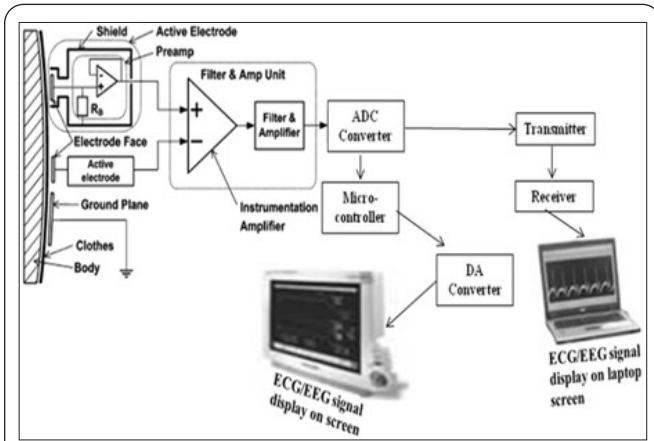 Shield
Active Electrode
Preamp
Filter & Amp Unit
-
+
R_B
+
−
Filter &
Amplifier
ADC
Converter
Transmitter
Electrode Face
Active
electrode
Ground Plane
Instrumentation
Amplifier
Micro-
controller
Receiver
Clothes
Body
DA
Converter
ECG/EEG signal
display on screen
ECG/EEG signal
display on laptop
screen